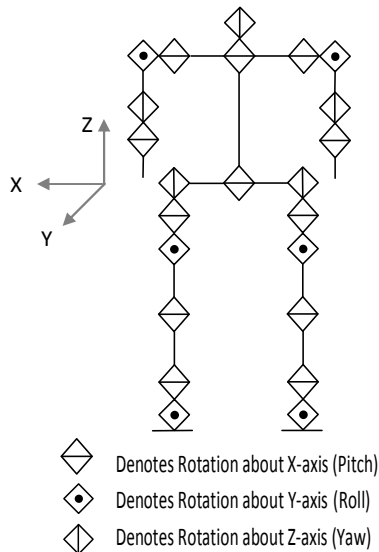 Z
X
Y
Denotes Rotation about X-axis (Pitch)
Denotes Rotation about Y-axis (Roll)
Denotes Rotation about Z-axis (Yaw)